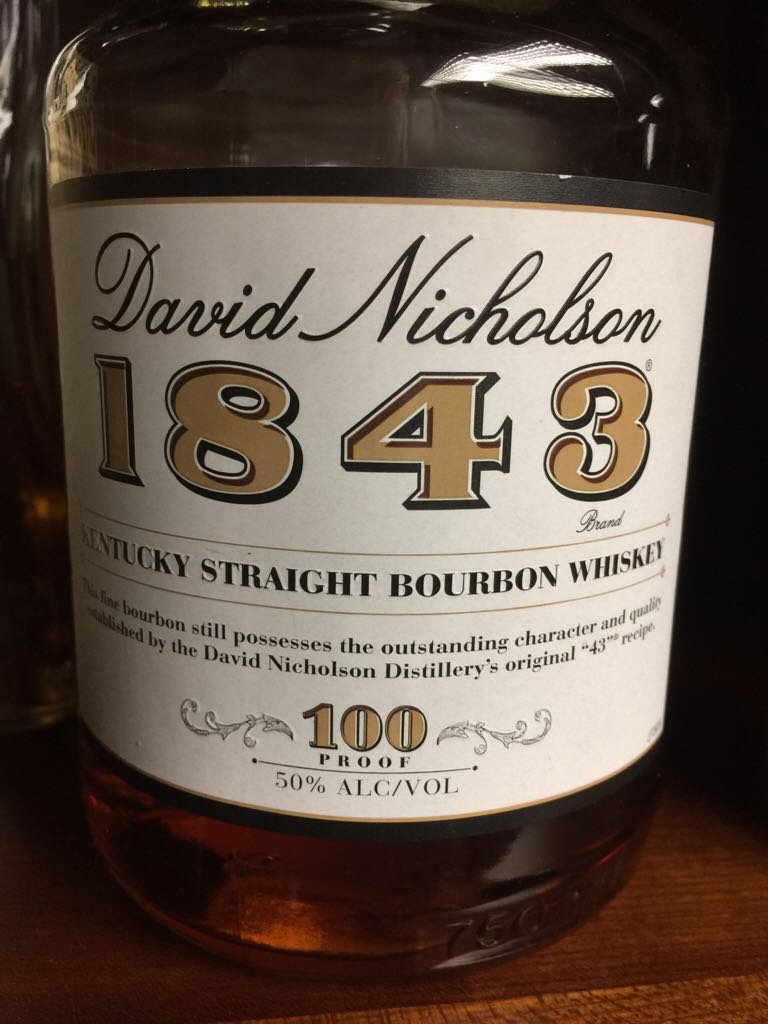 David Nicholson
1843®
Brand
KENTUCKY STRAIGHT BOURBON WHISKEY
This fine bourbon still possesses the outstanding character and quality
established by the David Nicholson Distillery's original "43"® recipe.
100
PROOF
50% ALC/VOL
750